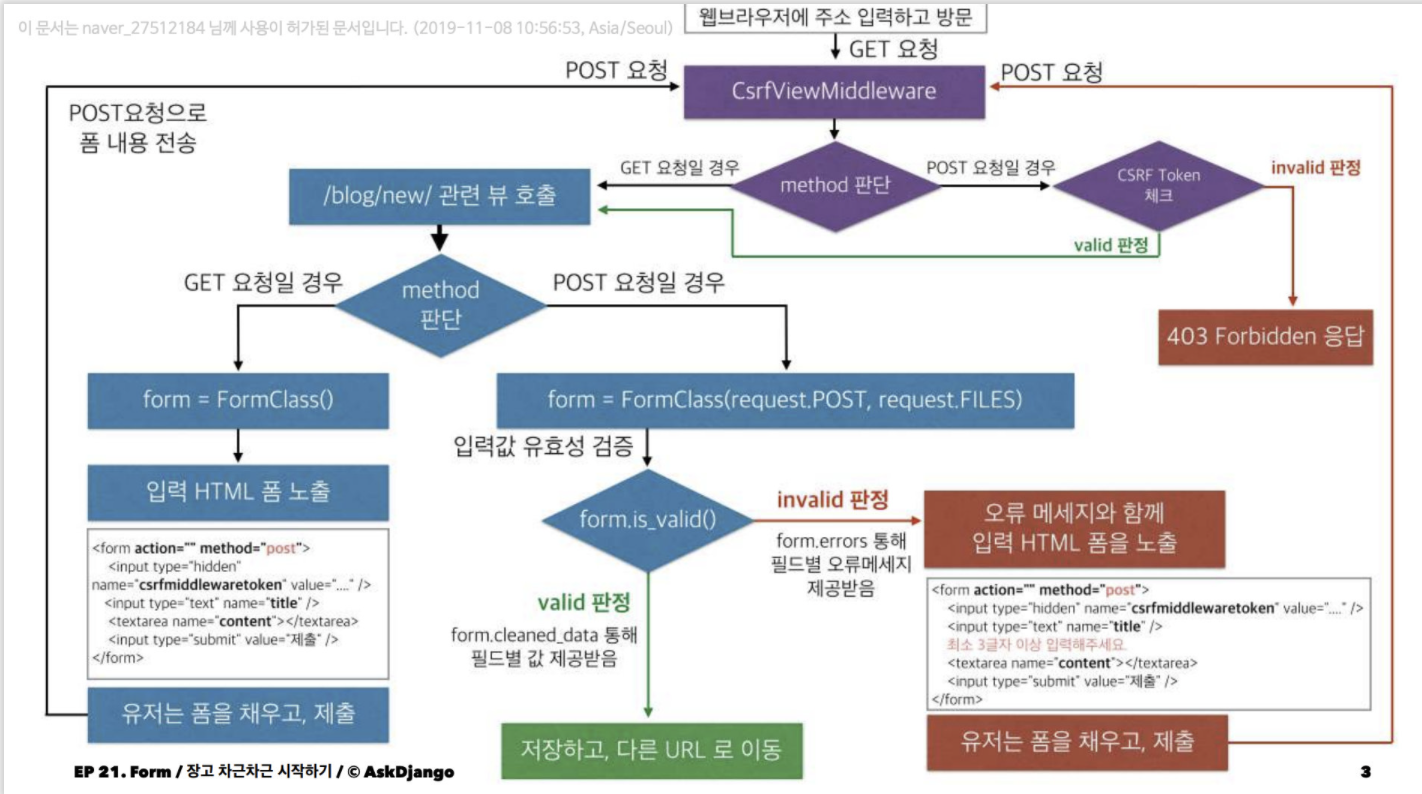 이 문서는 naver_27512184 님께 사용이 허가된 문서입니다. (2019-11-08 10:56:53, Asia/Seoul)
웹브라우저에 주소 입력하고 방문
GET 요청
POST 요청
CsrfViewMiddleware
POST 요청
POST요청으로
폼 내용 전송
GET 요청일 경우
method 판단
POST 요청일 경우
CSRF Token
체크
invalid 판정
/blog/new/ 관련 뷰 호출
valid 판정
GET 요청일 경우
method
판단
POST 요청일 경우
403 Forbidden 응답
form = FormClass()
form = FormClass(request.POST, request.FILES)
입력값 유효성 검증
입력 HTML 폼 노출
form.is_valid()
invalid 판정
오류 메세지와 함께
입력 HTML 폼을 노출
form.errors 통해
필드별 오류메세지
제공받음
<form action="" method="post">
<input type="hidden"
name="csrfmiddlewaretoken" value="...." />
<input type="text" name="title" />
<textarea name="content"></textarea>
<input type="submit" value="제출" />
</form>
valid 판정
form.cleaned_data 통해
필드별 값 제공받음
<form action="" method="post">
<input type="hidden" name="csrfmiddlewaretoken" value="...." />
<input type="text" name="title" />
최소 3글자 이상 입력해주세요.
<textarea name="content"></textarea>
<input type="submit" value="제출" />
</form>
유저는 폼을 채우고, 제출
저장하고, 다른 URL 로 이동
유저는 폼을 채우고, 제출
EP 21. Form / 장고 차근차근 시작하기 / © AskDjango
3